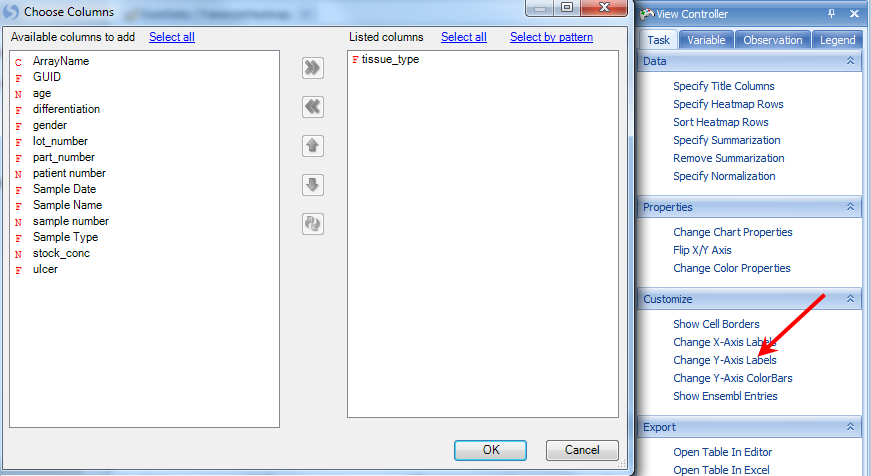 Choose Columns
Available columns to add Select all
C ArrayName
F GUID
N age
F differentiation
F gender
F lot_number
F part_number
N patient number
F Sample Date
F Sample Name
N sample number
F Sample Type
N stock_conc
F ulcer
Listed columns Select all Select by pattern
F tissue_type
OK Cancel
View Controller
Task Variable Observation Legend
Data
Specify Title Columns
Specify Heatmap Rows
Sort Heatmap Rows
Specify Summarization
Remove Summarization
Specify Normalization
Properties
Change Chart Properties
Flip X/Y Axis
Change Color Properties
Customize
Show Cell Borders
Change X-Axis Labels
Change Y-Axis Labels
Change Y-Axis ColorBars
Show Ensembl Entries
Export
Open Table In Editor
Open Table In Excel